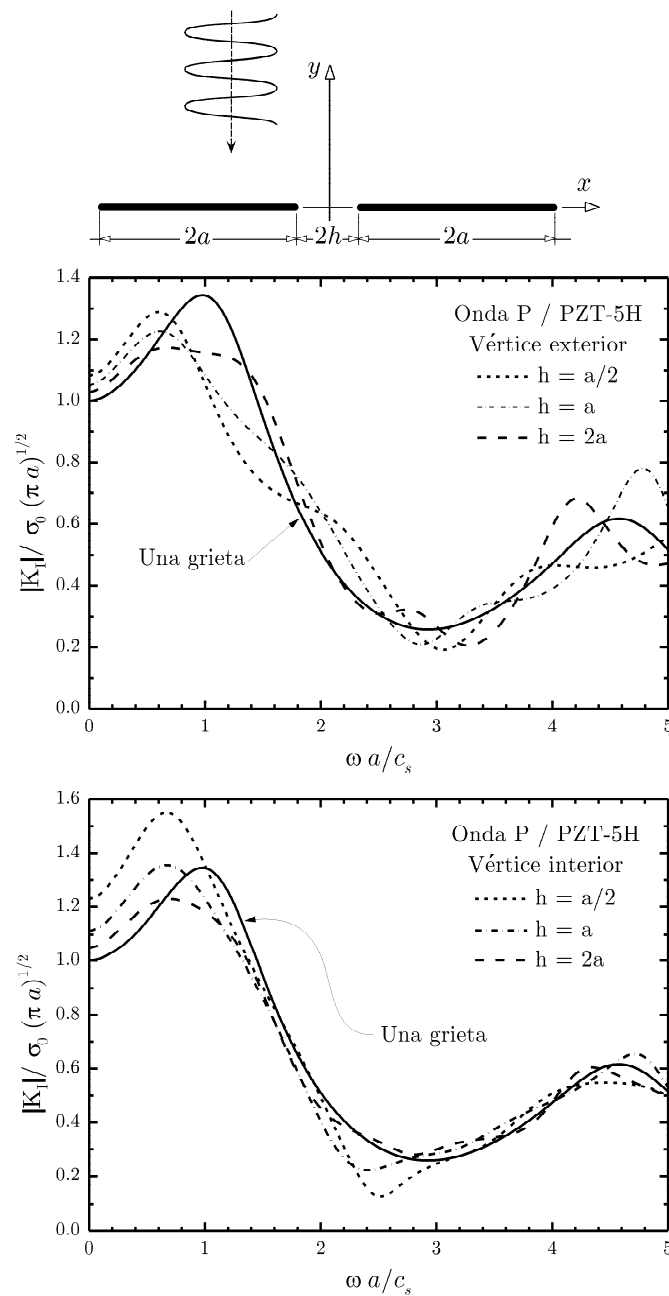 y
x
2a 2h 2a
1.4
1.2
1.0
0.8
0.6
0.4
0.2
0.0
|K_I| / σ_0 (π a)^{1/2}
Onda P / PZT-5H
Vértice exterior
h = a/2
h = a
h = 2a
Una grieta
0 1 2 3 4 5
ω a/c_s
1.6
1.4
1.2
1.0
0.8
0.6
0.4
0.2
0.0
|K_I| / σ_0 (π a)^{1/2}
Onda P / PZT-5H
Vértice interior
h = a/2
h = a
h = 2a
Una grieta
0 1 2 3 4 5
ω a/c_s